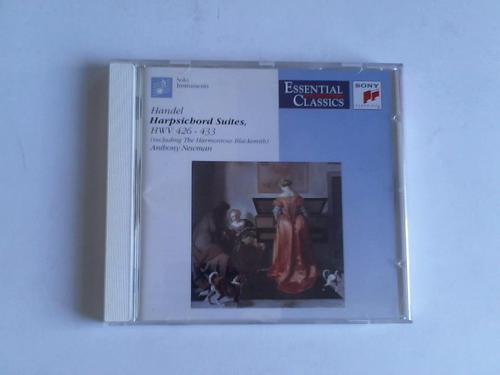 Solo
Instruments
ESSENTIAL
CLASSICS
SONY
Handel
Harpsichord Suites,
HWV 426 - 433
(including The Harmonious Blacksmith)
Anthony Newman